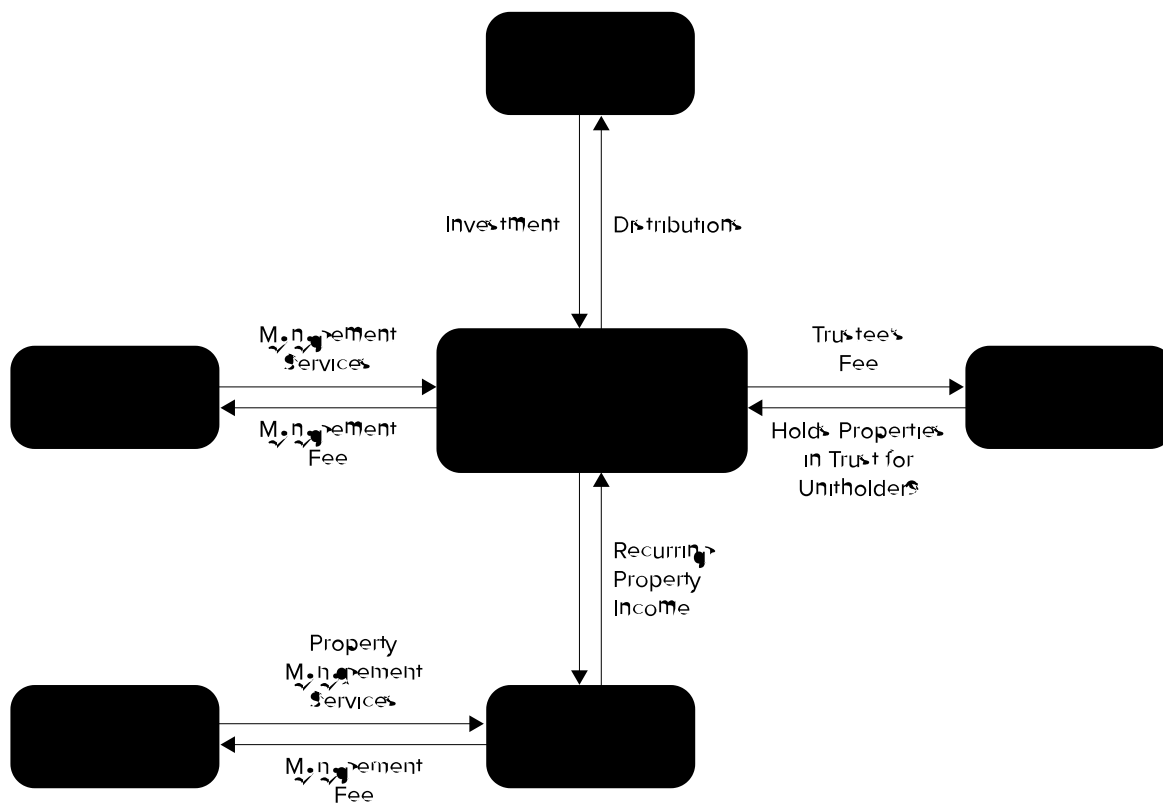 Investment
Distributions
Management
Services
Management
Fee
Trustee's
Fee
Holds Properties
in Trust for
Unitholders
Recurring
Property
Income
Property
Management
Services
Management
Fee